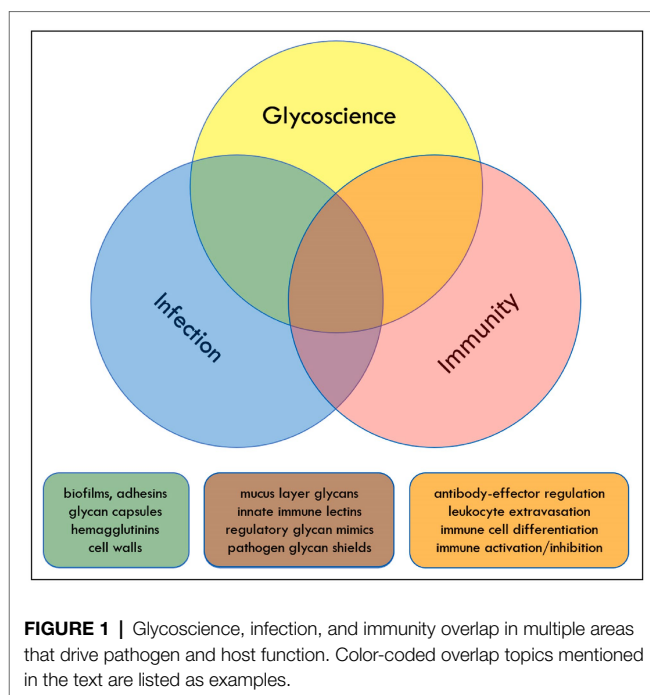 Glycoscience
Infection
Immunity
biofilms, adhesins
glycan capsules
hemagglutinins
cell walls
mucus layer glycans
innate immune lectins
regulatory glycan mimics
pathogen glycan shields
antibody-effector regulation
leukocyte extravasation
immune cell differentiation
immune activation/inhibition
FIGURE 1 | Glycoscience, infection, and immunity overlap in multiple areas
that drive pathogen and host function. Color-coded overlap topics mentioned
in the text are listed as examples.